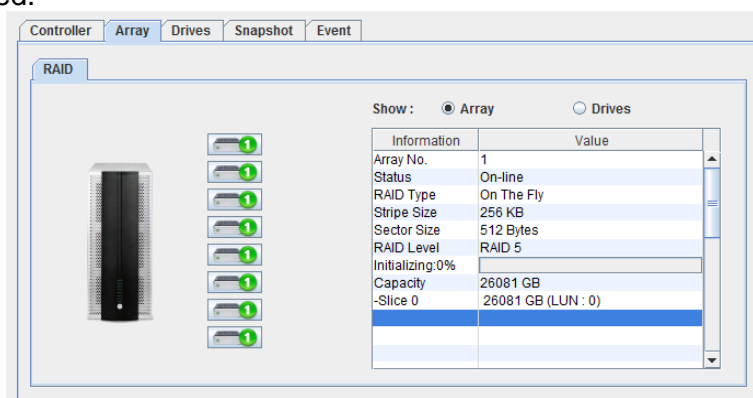 Controller Array Drives Snapshot Event
RAID
Show : Array Drives
Information Value
Array No. 1
Status On-line
RAID Type On The Fly
Stripe Size 256 KB
Sector Size 512 Bytes
RAID Level RAID 5
Initializing:0%
Capacity 26081 GB
-Slice 0 26081 GB (LUN : 0)
1
1
1
1
1
1
1
1